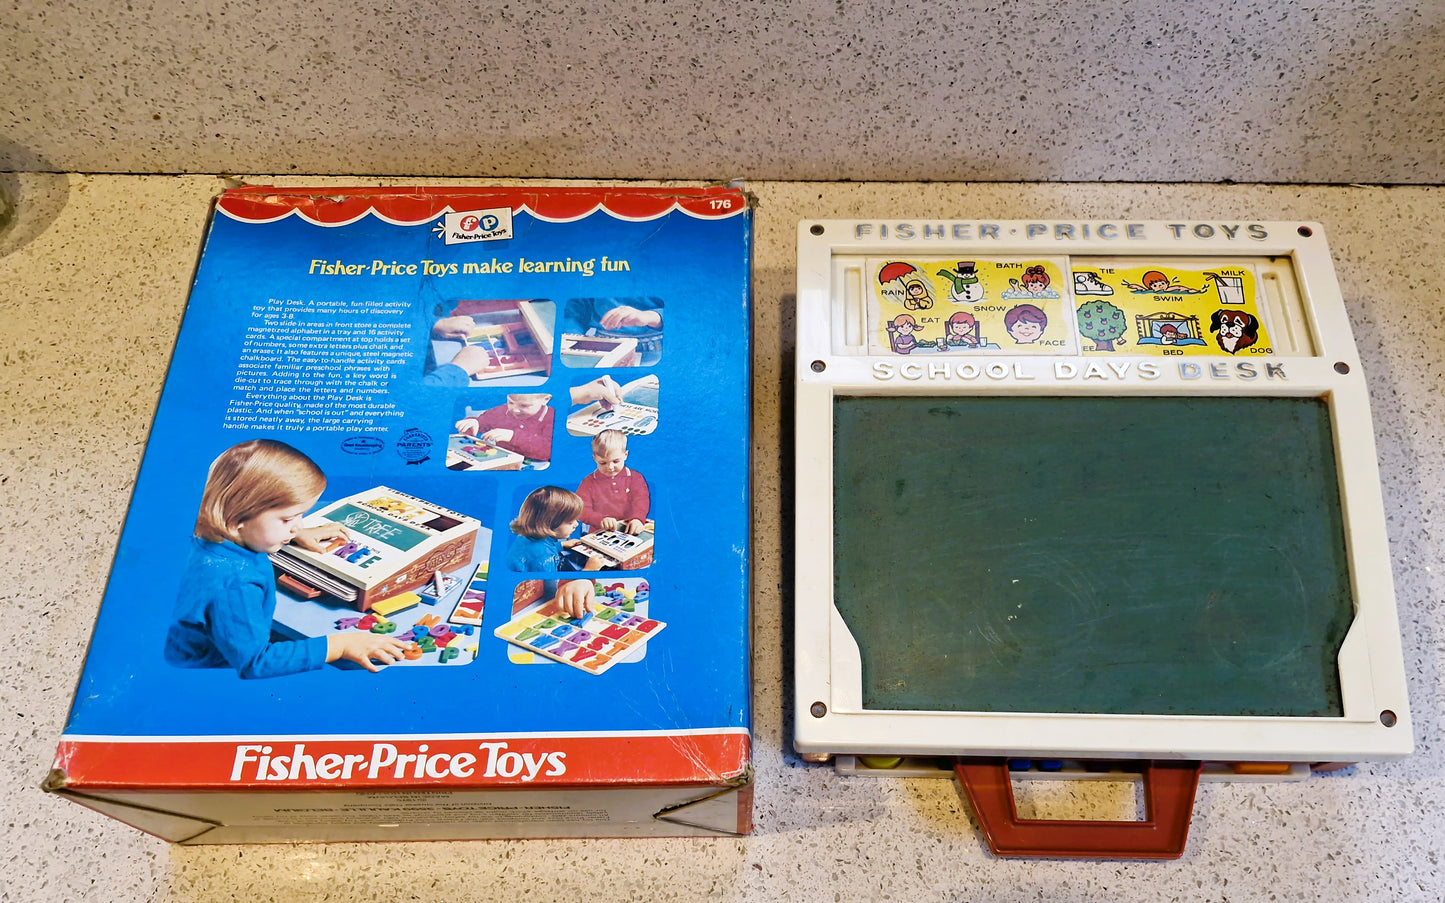 176
fp
Fisher-Price Toys
Fisher-Price Toys make learning fun
Play Desk. A portable, fun-filled activity
toy that provides many hours of discovery
for ages 3-8.
Two slide in areas in front store a complete
magnetized alphabet in a tray and 16 activity
cards. A special compartment at top holds a set
of numbers, some extra letters plus chalk and
an eraser. It also features a unique, steel magnetic
chalkboard. The easy-to-handle activity cards
associate familiar preschool phrases with
pictures. Adding to the fun, a key word is
die-cut to trace through with the chalk or
match and place the letters and numbers.
Everything about the Play Desk is
Fisher-Price quality, made of the most durable
plastic. And when "school is out" and everything
is stored neatly away, the large carrying
handle makes it truly a portable play center.
PARENTS'
TREE
SCHOOL DAYS DESK
Fisher-Price Toys
FISHER-PRICE TOYS
RAIN
BATH
SNOW
EAT
FACE
TIE
SWIM
MILK
EE
BED
DOG
SCHOOL DAYS DESK